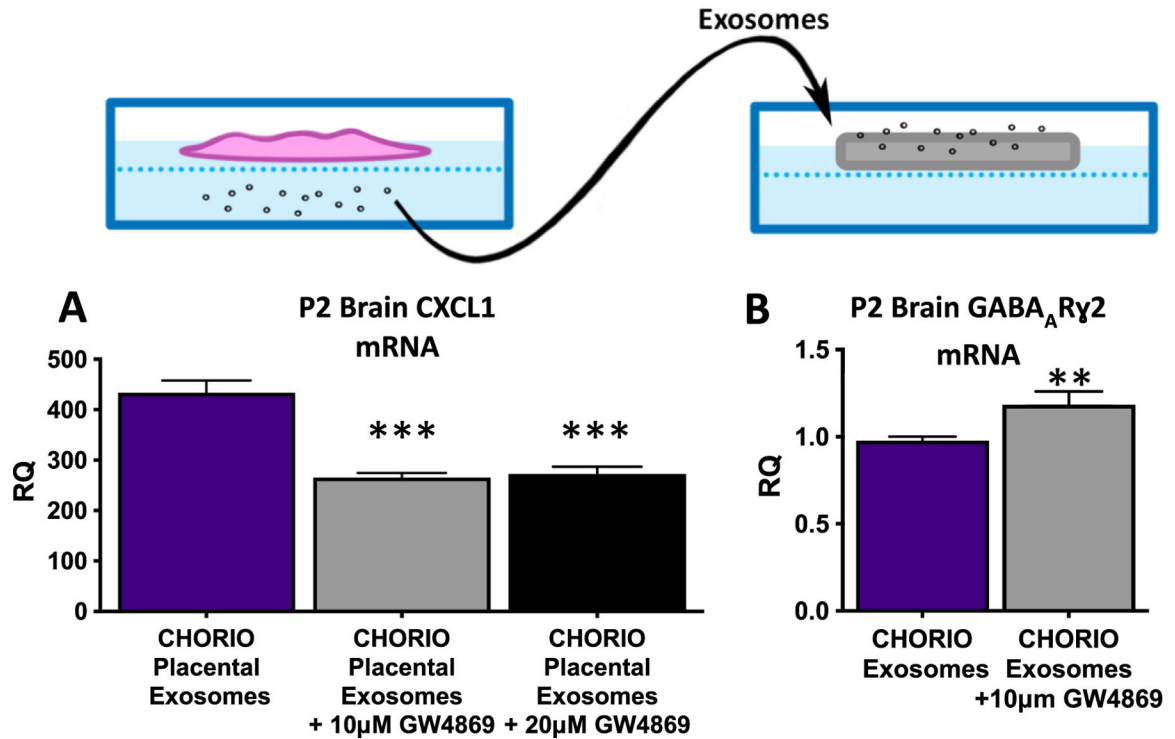 Exosomes
A
P2 Brain CXCL1
mRNA
500
400
300
200
100
0
RQ
***
***
CHORIO
Placental
Exosomes
CHORIO
Placental
Exosomes
+ 10µM GW4869
CHORIO
Placental
Exosomes
+ 20µM GW4869
B
P2 Brain GABAARɣ2
mRNA
1.5
1.0
0.5
0.0
RQ
**
CHORIO
Exosomes
CHORIO
Exosomes
+10µm GW4869